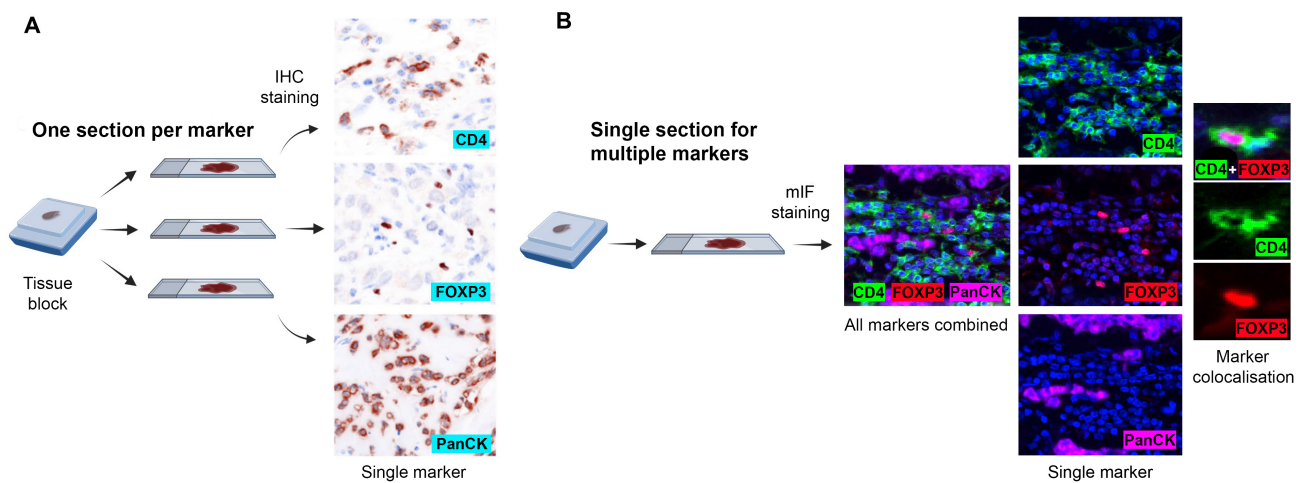 A
One section per marker
Tissue
block
IHC
staining
CD4
FOXP3
PanCK
Single marker
B
Single section for
multiple markers
mIF
staining
CD4 FOXP3 PanCK
All markers combined
CD4
FOXP3
PanCK
Single marker
CD4+FOXP3
CD4
FOXP3
Marker
colocalisation